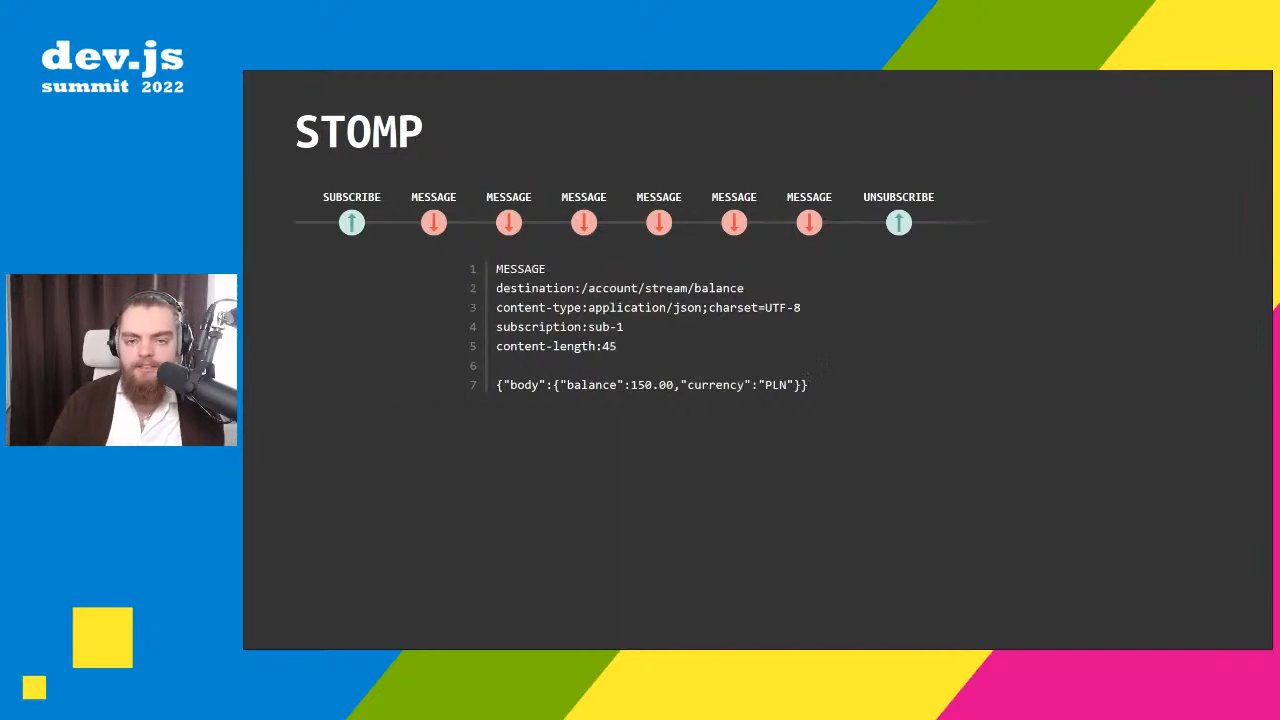 dev.js
summit 2022
STOMP
SUBSCRIBE MESSAGE MESSAGE MESSAGE MESSAGE MESSAGE MESSAGE UNSUBSCRIBE
1 MESSAGE
2 destination:/account/stream/balance
3 content-type:application/json;charset=UTF-8
4 subscription:sub-1
5 content-length:45
6
7 {"body":{"balance":150.00,"currency":"PLN"}}